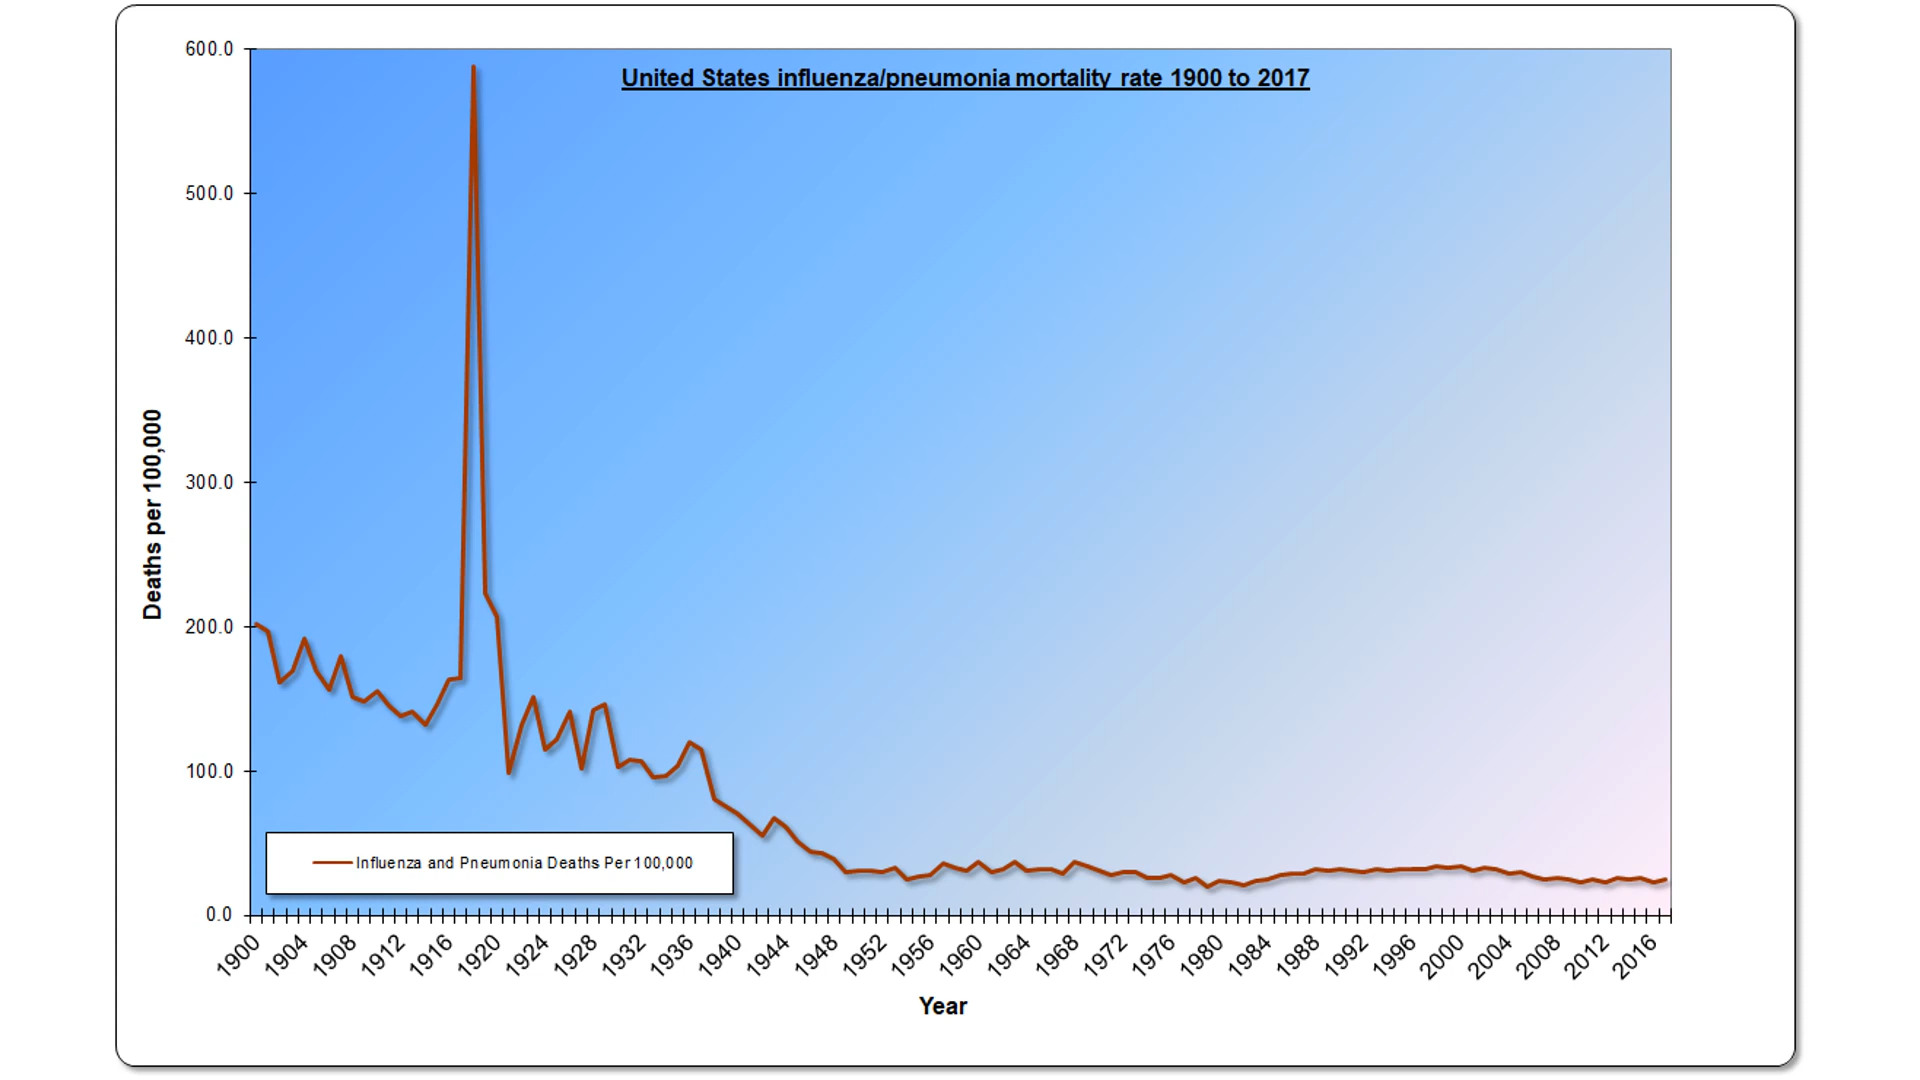 United States influenza/pneumonia mortality rate 1900 to 2017
600.0
500.0
400.0
300.0
200.0
100.0
0.0
Deaths per 100,000
Influenza and Pneumonia Deaths Per 100,000
1900 1904 1908 1912 1916 1920 1924 1928 1932 1936 1940 1944 1948 1952 1956 1960 1964 1968 1972 1976 1980 1984 1988 1992 1996 2000 2004 2008 2012 2016
Year